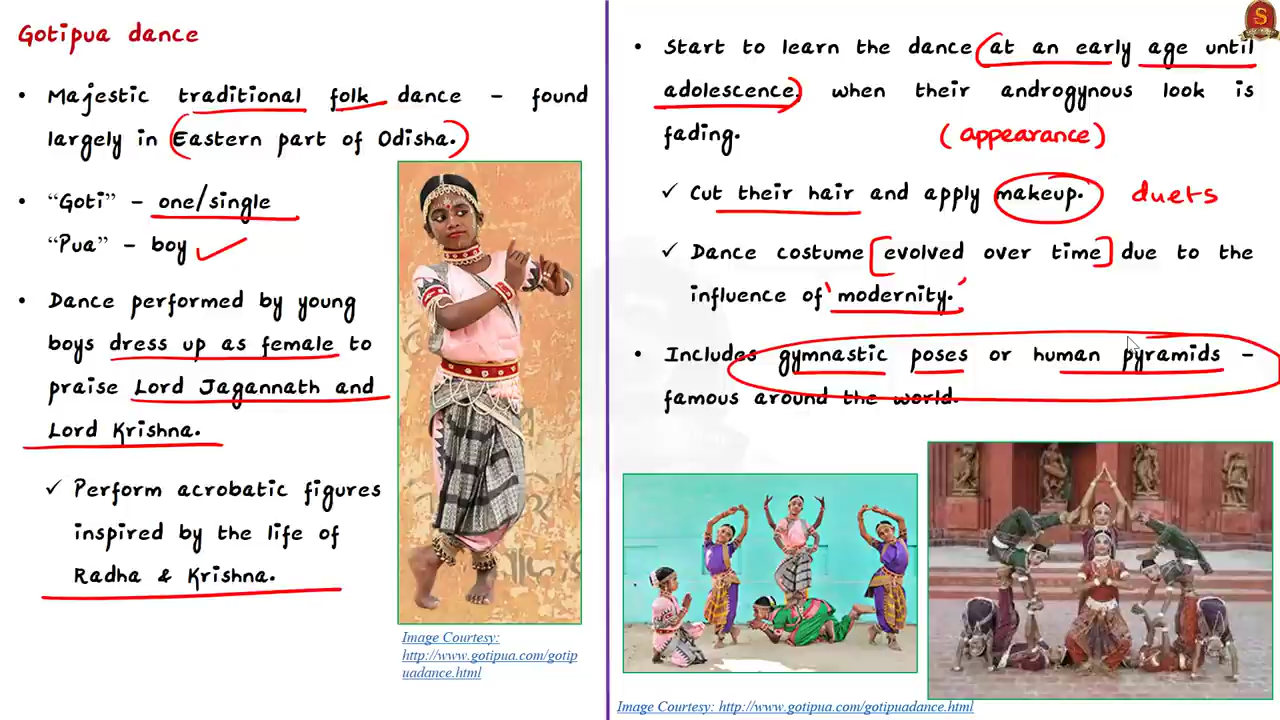 Gotipua dance
• Majestic traditional folk dance – found
largely in Eastern part of Odisha.
• “Goti” – one/single
“Pua” – boy
• Dance performed by young
boys dress up as female to
praise Lord Jagannath and
Lord Krishna.
✓ Perform acrobatic figures
inspired by the life of
Radha & Krishna.
Image Courtesy:
http://www.gotipua.com/gotip
uadance.html
• Start to learn the dance at an early age until
adolescence, when their androgynous look is
fading.
(appearance)
✓ Cut their hair and apply makeup.
duets
✓ Dance costume [evolved over time] due to the
influence of 'modernity.'
• Includes gymnastic poses or human pyramids –
famous around the world.
Image Courtesy: http://www.gotipua.com/gotipuadance.html
S